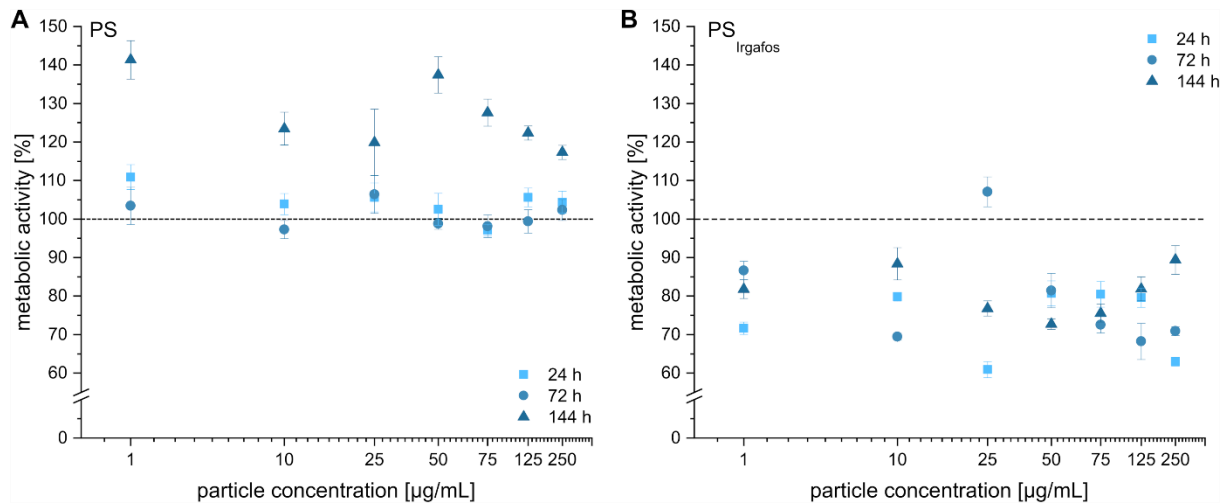 A
PS
metabolic activity [%]
150
140
130
120
110
100
90
80
70
60
0
24 h
72 h
144 h
1 10 25 50 75 125 250
particle concentration [µg/mL]
B
PS Irgafos
metabolic activity [%]
150
140
130
120
110
100
90
80
70
60
0
24 h
72 h
144 h
1 10 25 50 75 125 250
particle concentration [µg/mL]